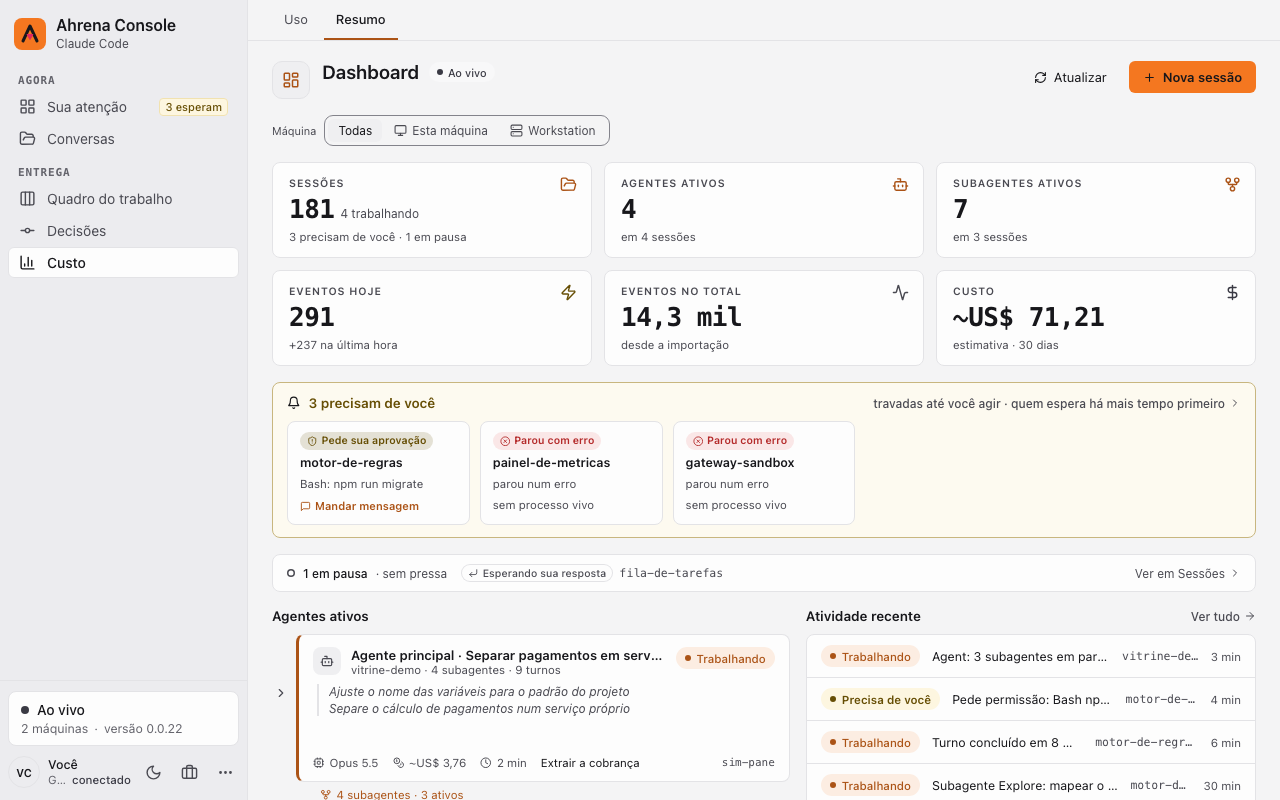 Ahrena Console
Claude Code
AGORA
Sua atenção
3 esperam
Conversas
ENTREGA
Quadro do trabalho
Decisões
Custo
Ao vivo
2 máquinas · versão 0.0.22
VC
Você
G... conectado
Uso
Resumo
Dashboard
Ao vivo
Atualizar
Nova sessão
Máquina
Todas
Esta máquina
Workstation
SESSÕES
181 4 trabalhando
3 precisam de você · 1 em pausa
AGENTES ATIVOS
4
em 4 sessões
SUBAGENTES ATIVOS
7
em 3 sessões
EVENTOS HOJE
291
+237 na última hora
EVENTOS NO TOTAL
14,3 mil
desde a importação
CUSTO
~US$ 71,21
estimativa · 30 dias
3 precisam de você
travadas até você agir · quem espera há mais tempo primeiro
Pede sua aprovação
motor-de-regras
Bash: npm run migrate
Mandar mensagem
Parou com erro
painel-de-metricas
parou num erro
sem processo vivo
Parou com erro
gateway-sandbox
parou num erro
sem processo vivo
1 em pausa · sem pressa
Esperando sua resposta
fila-de-tarefas
Ver em Sessões
Agentes ativos
Agente principal · Separar pagamentos em serv...
Trabalhando
vitrine-demo · 4 subagentes · 9 turnos
Ajuste o nome das variáveis para o padrão do projeto
Separe o cálculo de pagamentos num serviço próprio
Opus 5.5
~US$ 3,76
2 min
Extrair a cobrança
sim-pane
4 subagentes · 3 ativos
Atividade recente
Ver tudo
Trabalhando
Agent: 3 subagentes em par...
vitrine-de...
3 min
Precisa de você
Pede permissão: Bash np...
motor-de-...
4 min
Trabalhando
Turno concluído em 8 ...
motor-de-regr...
6 min
Trabalhando
Subagente Explore: mapear o ...
motor-d...
30 min